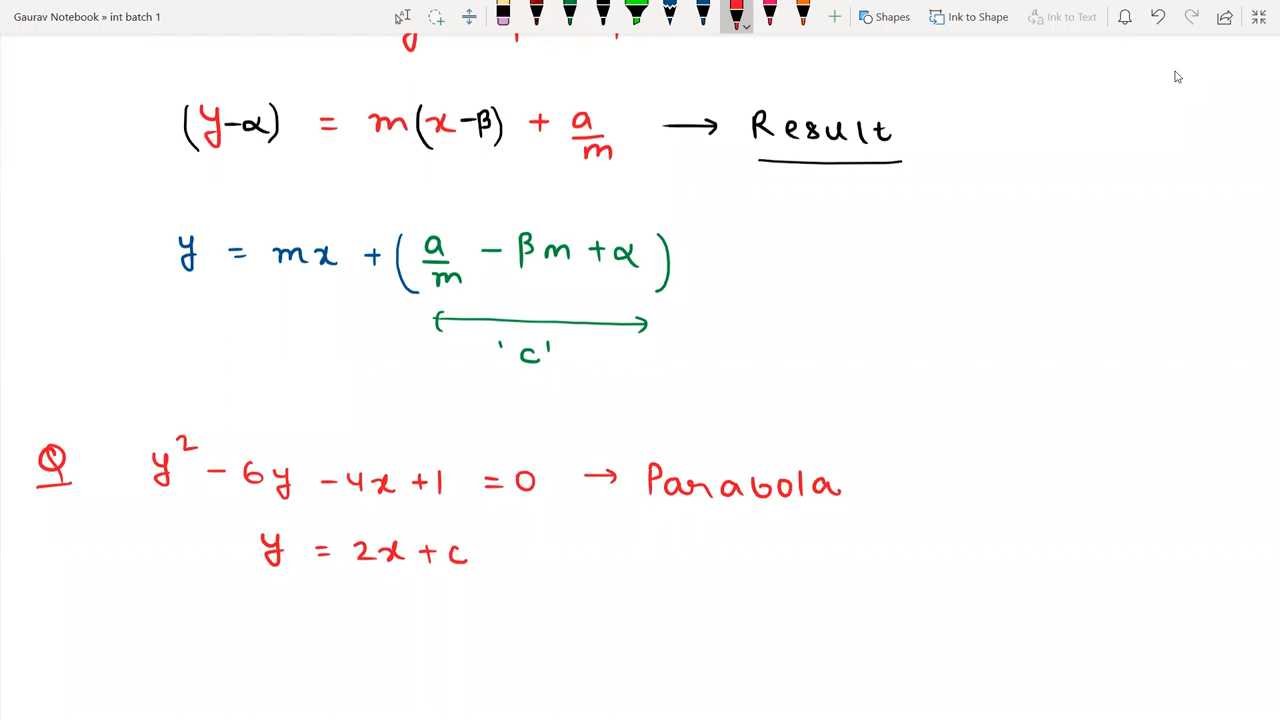 Gaurav Notebook » int batch 1
Shapes
Ink to Shape
Ink to Text
(y-α) = m(x-β) + a/m → Result
y = mx + (a/m - βm + α)
'c'
Q y² - 6y - 4x + 1 = 0 → Parabola
y = 2x + c